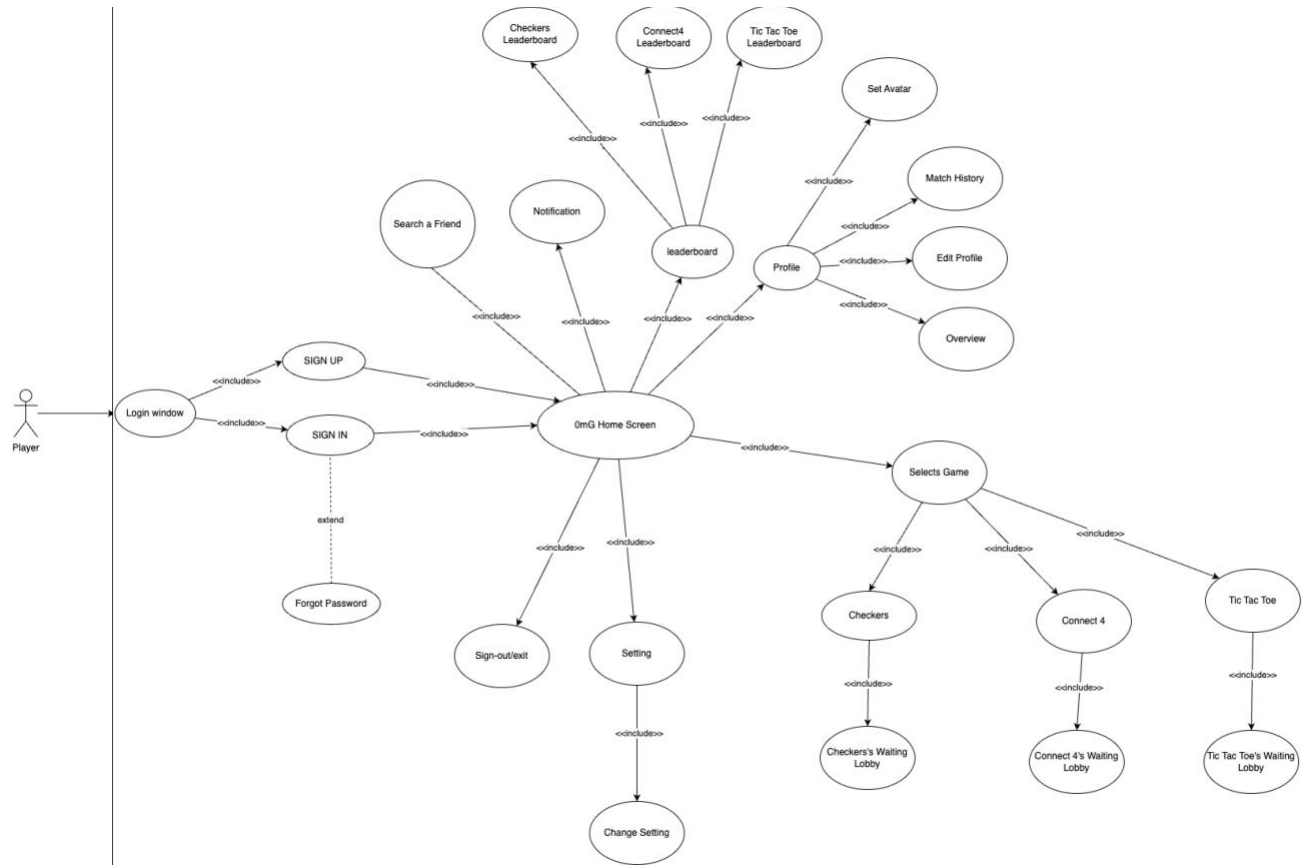 Checkers
Leaderboard
Connect4
Leaderboard
Tic Tac Toe
Leaderboard
Set Avatar
<<include>>
<<include>>
<<include>>
<<include>>
Match History
Search a Friend
Notification
<<include>>
leaderboard
Profile
<<include>>
Edit Profile
<<include>>
<<include>>
<<include>>
<<include>>
<<include>>
Overview
SIGN UP
<<include>>
<<include>>
Player
Login window
<<include>>
SIGN IN
<<include>>
0mG Home Screen
<<include>>
Selects Game
extend
<<include>>
<<include>>
<<include>>
<<include>>
<<include>>
Forgot Password
Checkers
Connect 4
Tic Tac Toe
Sign-out/exit
Setting
<<include>>
<<include>>
<<include>>
<<include>>
Checkers's Waiting
Lobby
Connect 4's Waiting
Lobby
Tic Tac Toe's Waiting
Lobby
Change Setting